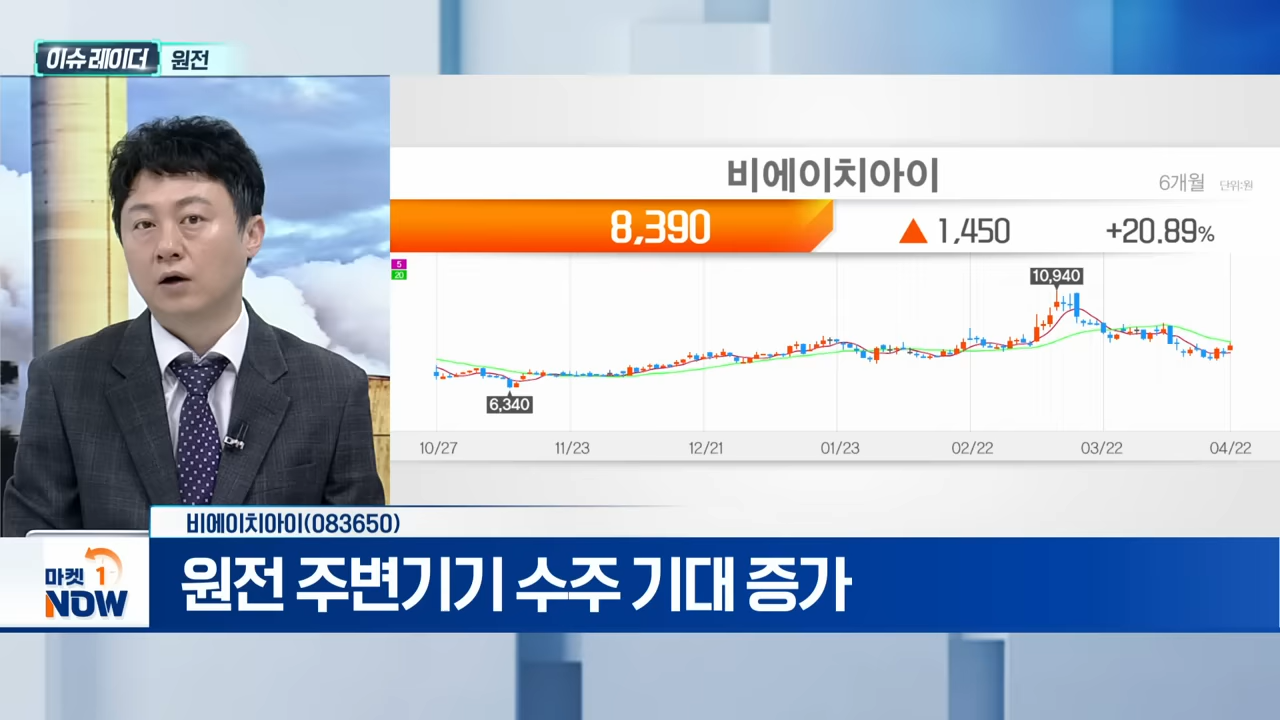 이슈 레이더 원전
비에이치아이
6개월 단위:원
8,390 ▲ 1,450 +20.89%
5
20
10,940
6,340
10/27 11/23 12/21 01/23 02/22 03/22 04/22
비에이치아이(083650)
마켓 1
NOW
원전 주변기기 수주 기대 증가